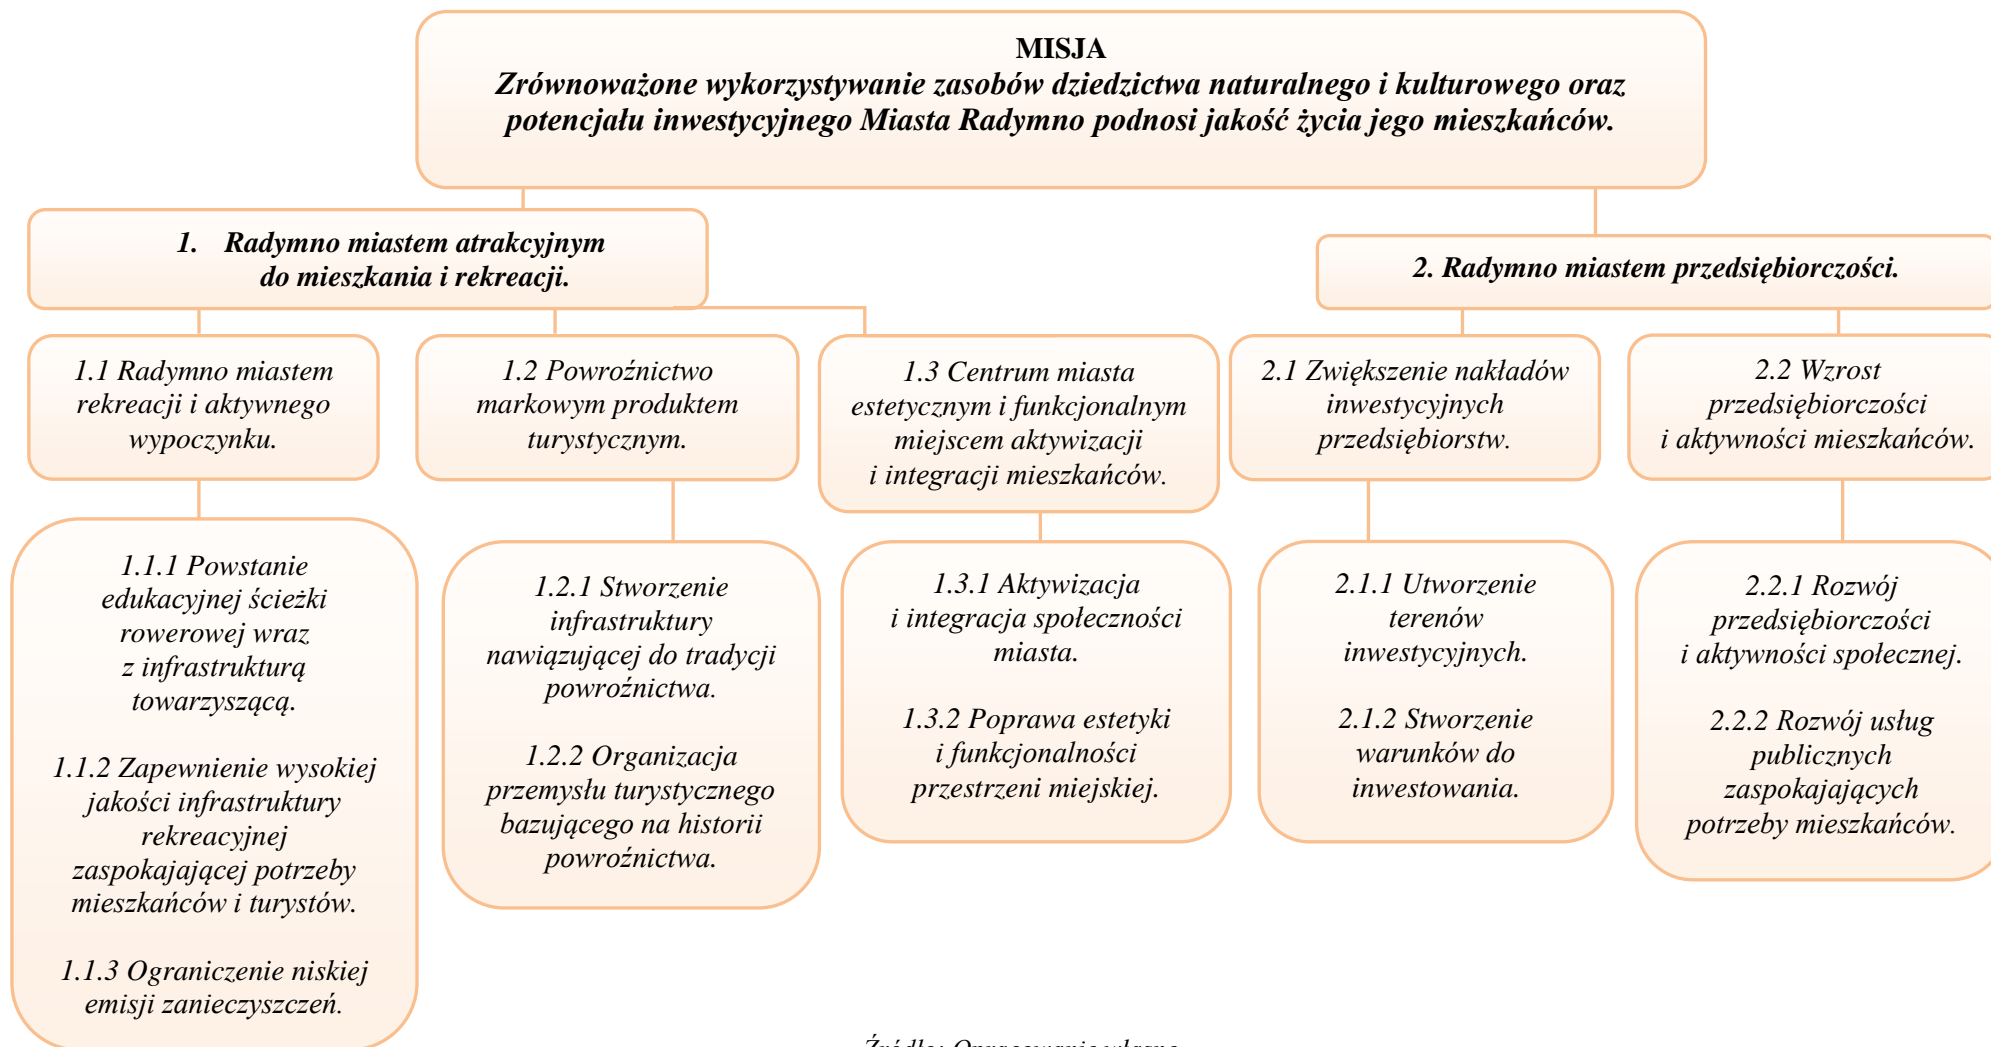 MISJA
Zrównoważone wykorzystywanie zasobów dziedzictwa naturalnego i kulturowego oraz
potencjału inwestycyjnego Miasta Radymno podnosi jakość życia jego mieszkańców.
1. Radymno miastem atrakcyjnym
do mieszkania i rekreacji.
2. Radymno miastem przedsiębiorczości.
1.1 Radymno miastem
rekreacji i aktywnego
wypoczynku.
1.2 Powroźnictwo
markowym produktem
turystycznym.
1.3 Centrum miasta
estetycznym i funkcjonalnym
miejscem aktywizacji
i integracji mieszkańców.
2.1 Zwiększenie nakładów
inwestycyjnych
przedsiębiorstw.
2.2 Wzrost
przedsiębiorczości
i aktywności mieszkańców.
1.1.1 Powstanie
edukacyjnej ścieżki
rowerowej wraz
z infrastrukturą
towarzyszącą.
1.1.2 Zapewnienie wysokiej
jakości infrastruktury
rekreacyjnej
zaspokajającej potrzeby
mieszkańców i turystów.
1.1.3 Ograniczenie niskiej
emisji zanieczyszczeń.
1.2.1 Stworzenie
infrastruktury
nawiązującej do tradycji
powroźnictwa.
1.2.2 Organizacja
przemysłu turystycznego
bazującego na historii
powroźnictwa.
1.3.1 Aktywizacja
i integracja społeczności
miasta.
1.3.2 Poprawa estetyki
i funkcjonalności
przestrzeni miejskiej.
2.1.1 Utworzenie
terenów
inwestycyjnych.
2.1.2 Stworzenie
warunków do
inwestowania.
2.2.1 Rozwój
przedsiębiorczości
i aktywności społecznej.
2.2.2 Rozwój usług
publicznych
zaspokajających
potrzeby mieszkańców.
Źródło: Opracowanie własne